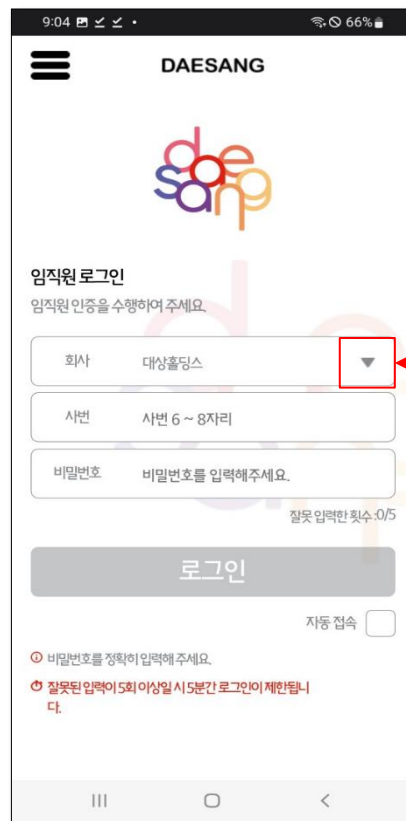 9:04
66%
DAESANG
daesang
임직원 로그인
임직원 인증을 수행하여 주세요.
회사 대상홀딩스
사번 사번 6 ~ 8자리
비밀번호 비밀번호를 입력해주세요.
잘못 입력한 횟수 :0/5
로그인
자동 접속
비밀번호를 정확히 입력해 주세요.
잘못된 입력이 5회 이상일 시 5분간 로그인이 제한됩니
다.